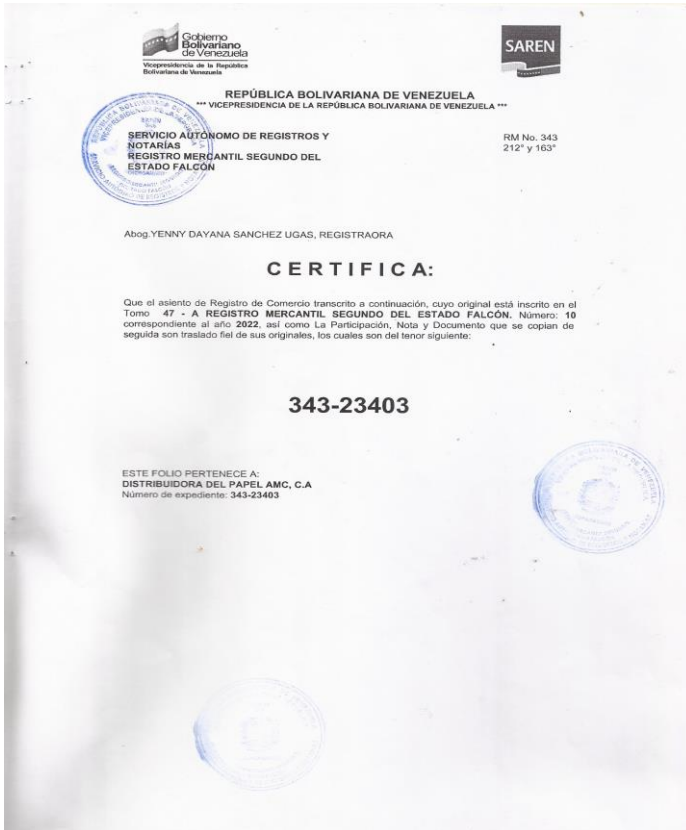 Gobierno
Bolivariano
de Venezuela
Vicepresidencia de la República
Bolivariana de Venezuela
SAREN
REPÚBLICA BOLIVARIANA DE VENEZUELA
*** VICEPRESIDENCIA DE LA REPÚBLICA BOLIVARIANA DE VENEZUELA ***
SERVICIO AUTÓNOMO DE REGISTROS Y
NOTARÍAS
REGISTRO MERCANTIL SEGUNDO DEL
ESTADO FALCÓN
RM No. 343
212° y 163°
Abog.YENNY DAYANA SANCHEZ UGAS, REGISTRAORA
CERTIFICA:
Que el asiento de Registro de Comercio transcrito a continuación, cuyo original está inscrito en el
Tomo 47 - A REGISTRO MERCANTIL SEGUNDO DEL ESTADO FALCÓN. Número: 10
correspondiente al año 2022, así como La Participación, Nota y Documento que se copian de
seguida son traslado fiel de sus originales, los cuales son del tenor siguiente:
343-23403
ESTE FOLIO PERTENECE A:
DISTRIBUIDORA DEL PAPEL AMC, C.A
Número de expediente: 343-23403